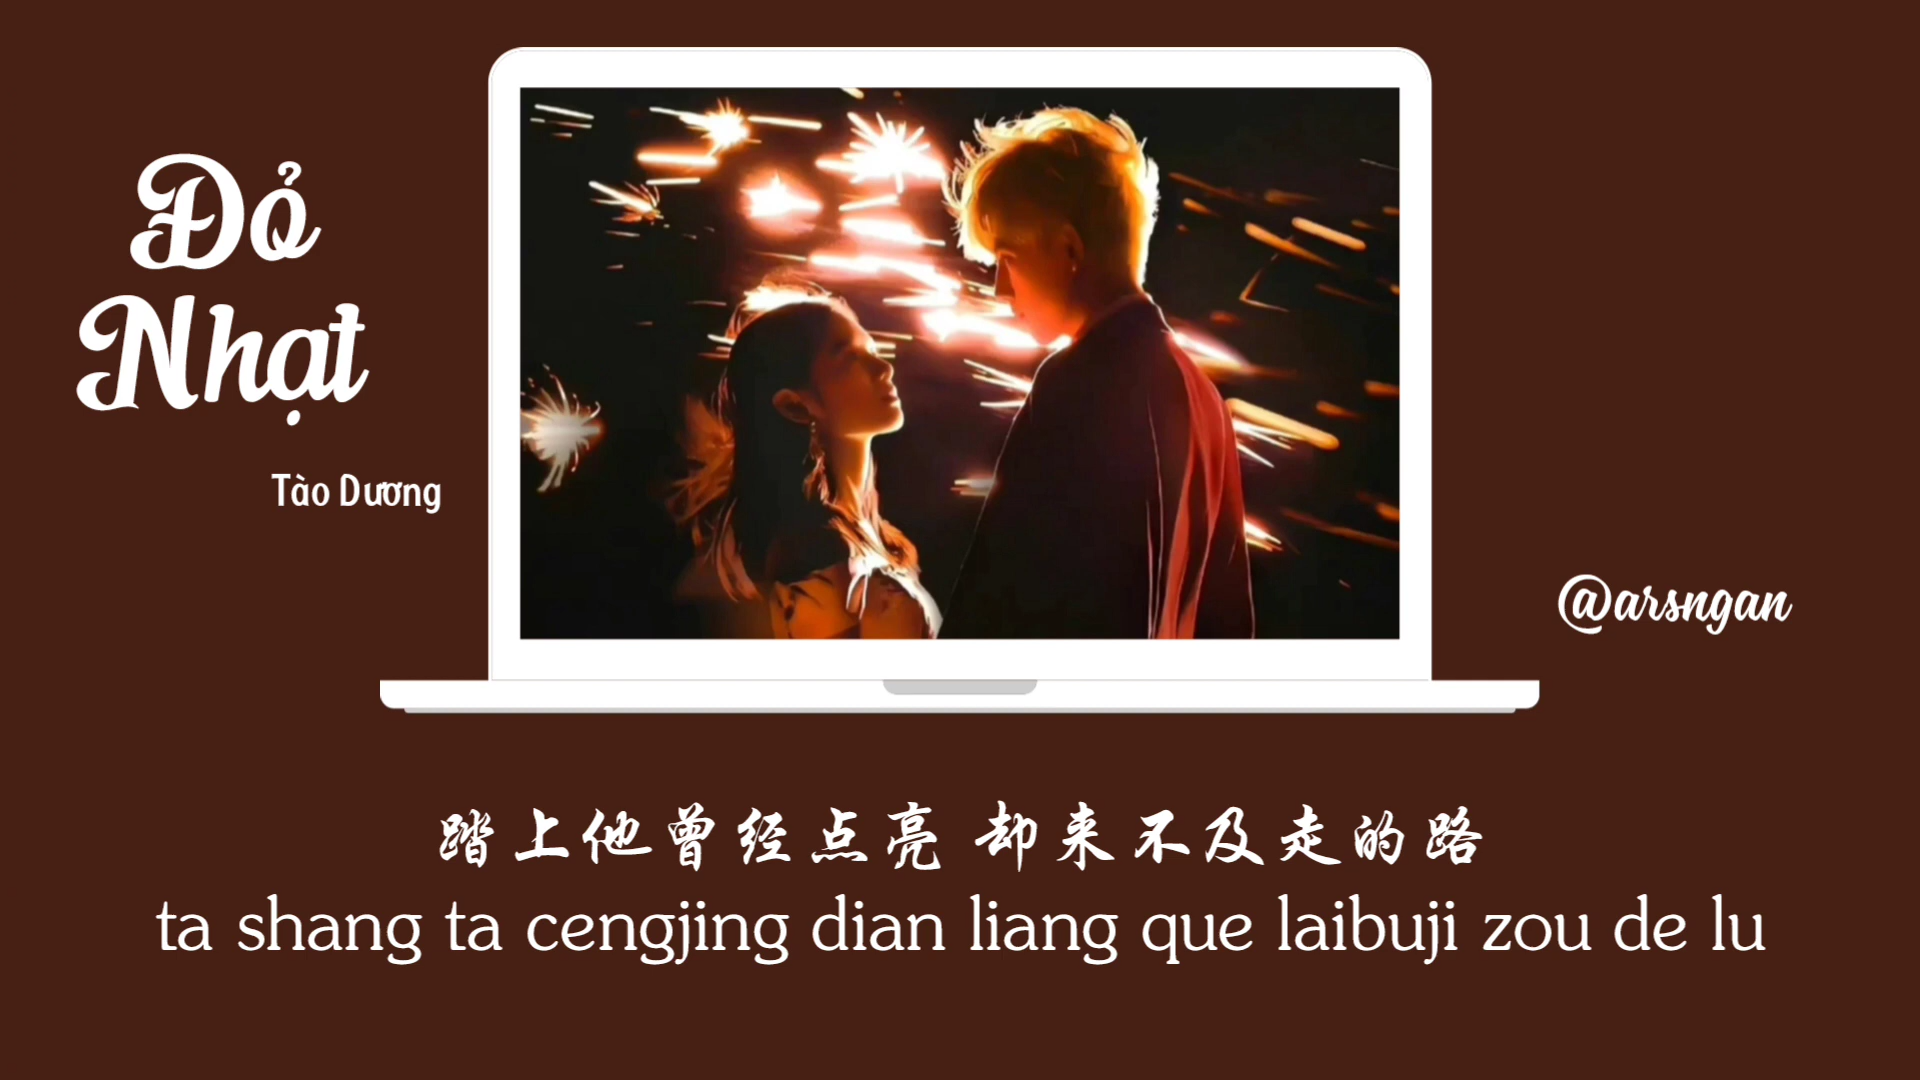 Đỏ
Nhạt
Tào Dương
@arsngan
踏上他曾经点亮 却来不及走的路
ta shang ta cengjing dian liang que laibuji zou de lu